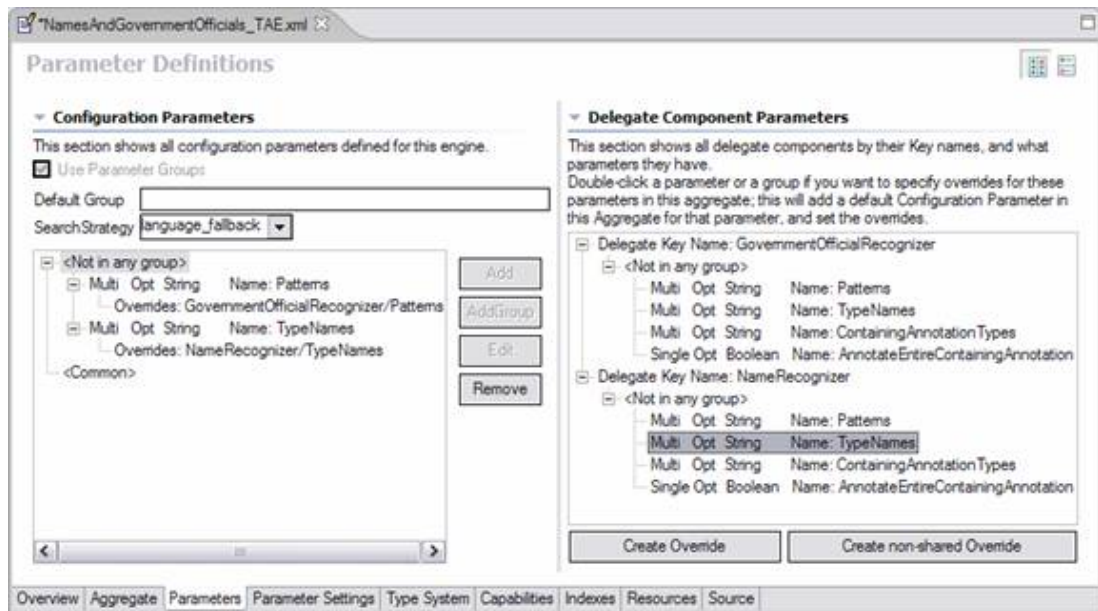 *NamesAndGovernmentOfficials_TAE.xml
Parameter Definitions
Configuration Parameters
This section shows all configuration parameters defined for this engine.
Use Parameter Groups
Default Group
SearchStrategy language_fallback
<Not in any group>
Multi Opt String Name: Patterns
Overrides: GovernmentOfficialRecognizer/Patterns
Multi Opt String Name: TypeNames
Overrides: NameRecognizer/TypeNames
<Common>
Add
AddGroup
Edit
Remove
Delegate Component Parameters
This section shows all delegate components by their Key names, and what
parameters they have.
Double-click a parameter or a group if you want to specify overrides for these
parameters in this aggregate; this will add a default Configuration Parameter in
this Aggregate for that parameter, and set the overrides.
Delegate Key Name: GovernmentOfficialRecognizer
<Not in any group>
Multi Opt String Name: Patterns
Multi Opt String Name: TypeNames
Multi Opt String Name: ContainingAnnotationTypes
Single Opt Boolean Name: AnnotateEntireContainingAnnotation
Delegate Key Name: NameRecognizer
<Not in any group>
Multi Opt String Name: Patterns
Multi Opt String Name: TypeNames
Multi Opt String Name: ContainingAnnotationTypes
Single Opt Boolean Name: AnnotateEntireContainingAnnotation
Create Override
Create non-shared Override
Overview Aggregate Parameters Parameter Settings Type System Capabilities Indexes Resources Source